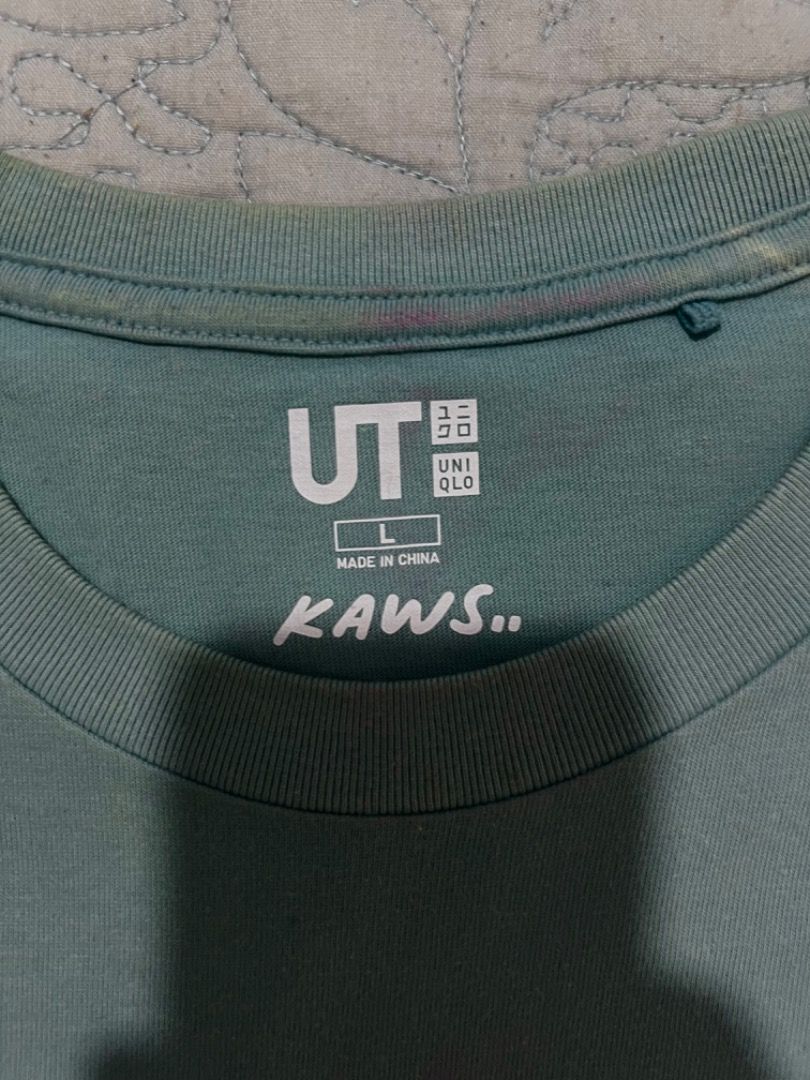 UT
ユニ
クロ
UNI
QLO
L
MADE IN CHINA
KAWS..